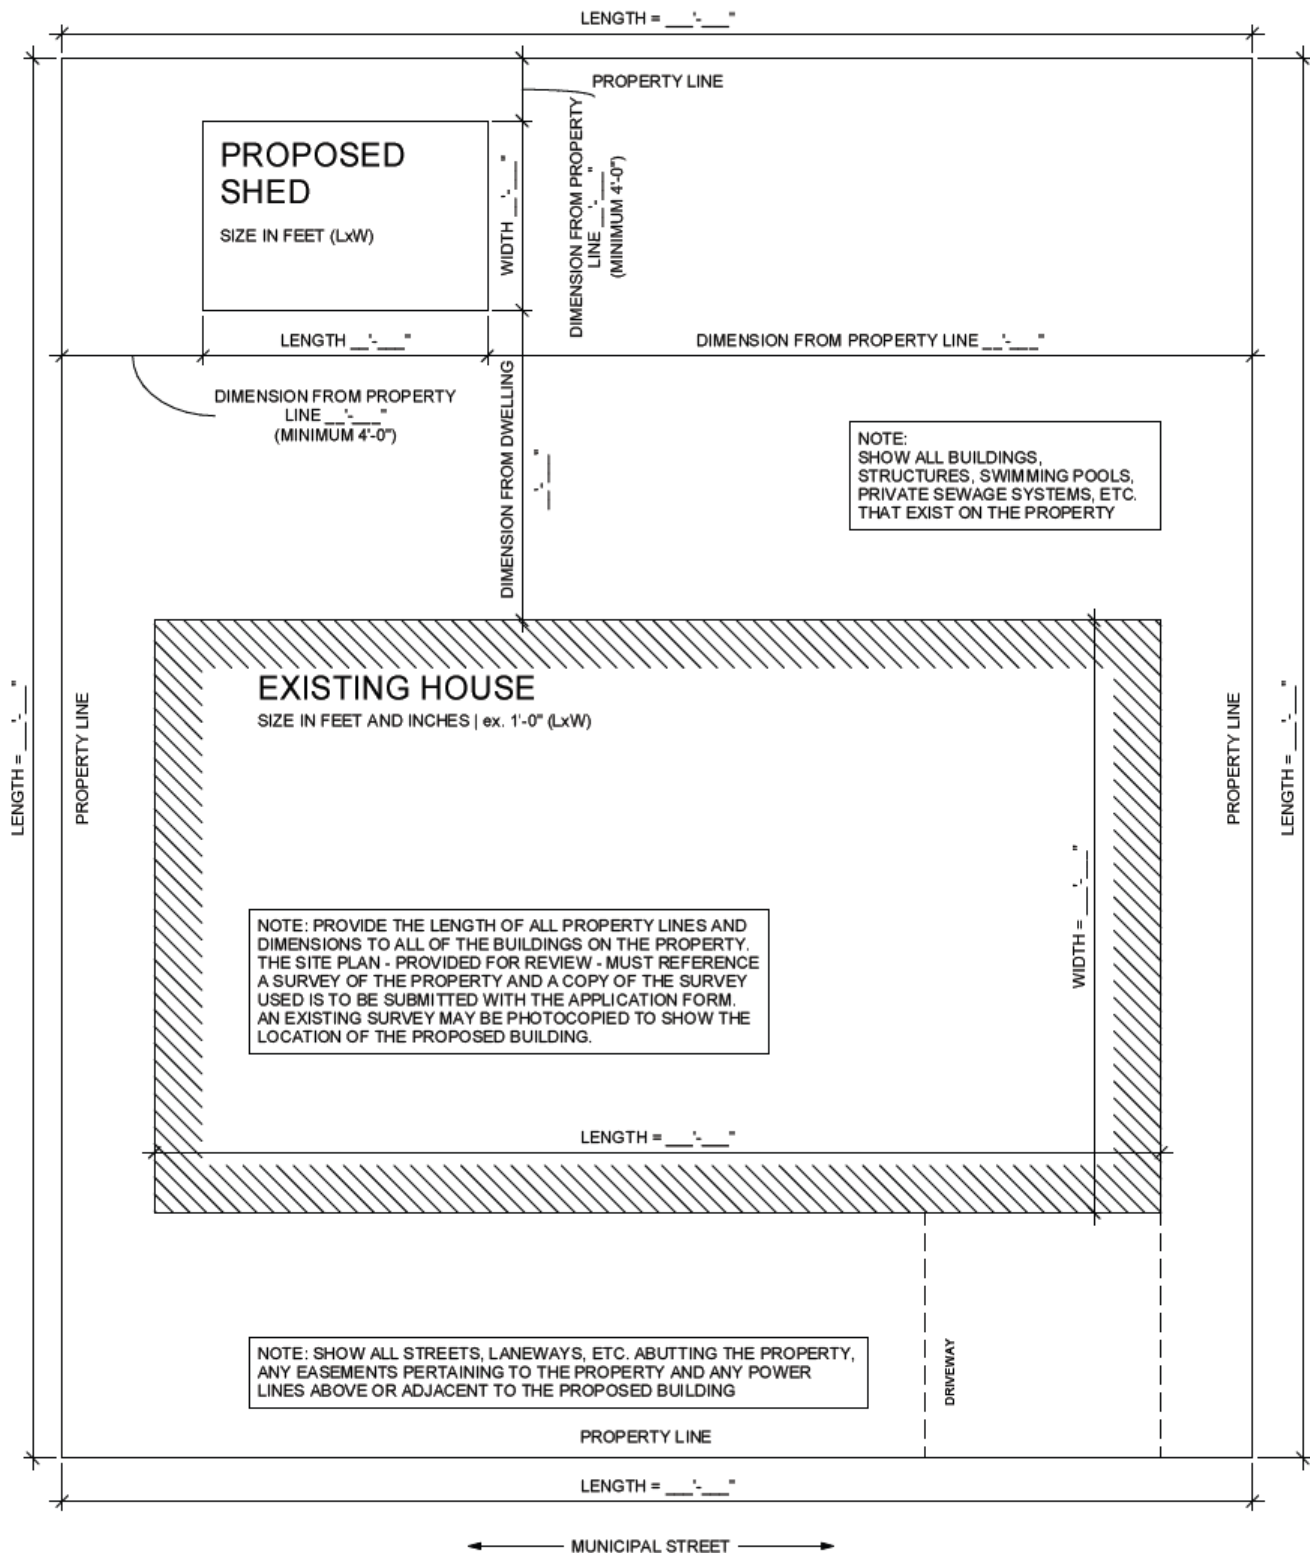 LENGTH = ___'-___"
PROPERTY LINE
PROPOSED
SHED
SIZE IN FEET (LxW)
WIDTH __'-___"
DIMENSION FROM PROPERTY
LINE __'-___"
(MINIMUM 4'-0")
LENGTH __'-___"
DIMENSION FROM PROPERTY LINE __'-___"
DIMENSION FROM PROPERTY
LINE __'-___"
(MINIMUM 4'-0")
DIMENSION FROM DWELLING
__'-___"
NOTE:
SHOW ALL BUILDINGS,
STRUCTURES, SWIMMING POOLS,
PRIVATE SEWAGE SYSTEMS, ETC.
THAT EXIST ON THE PROPERTY
LENGTH = ___'-___"
PROPERTY LINE
EXISTING HOUSE
SIZE IN FEET AND INCHES | ex. 1'-0" (LxW)
PROPERTY LINE
LENGTH = ___'-___"
WIDTH = ___'-___"
NOTE: PROVIDE THE LENGTH OF ALL PROPERTY LINES AND
DIMENSIONS TO ALL OF THE BUILDINGS ON THE PROPERTY.
THE SITE PLAN - PROVIDED FOR REVIEW - MUST REFERENCE
A SURVEY OF THE PROPERTY AND A COPY OF THE SURVEY
USED IS TO BE SUBMITTED WITH THE APPLICATION FORM.
AN EXISTING SURVEY MAY BE PHOTOCOPIED TO SHOW THE
LOCATION OF THE PROPOSED BUILDING.
LENGTH = ___'-___"
NOTE: SHOW ALL STREETS, LANEWAYS, ETC. ABUTTING THE PROPERTY,
ANY EASEMENTS PERTAINING TO THE PROPERTY AND ANY POWER
LINES ABOVE OR ADJACENT TO THE PROPOSED BUILDING
DRIVEWAY
PROPERTY LINE
LENGTH = ___'-___"
MUNICIPAL STREET